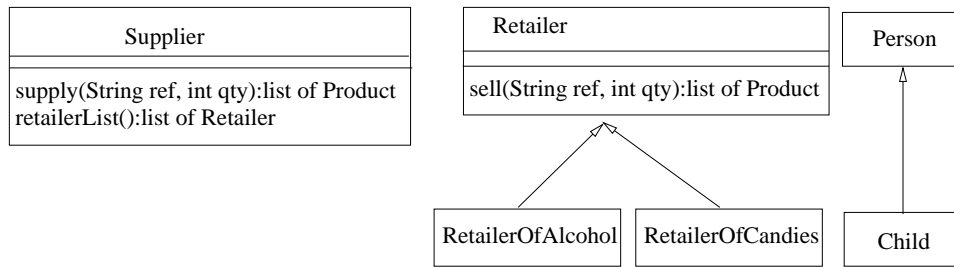 Supplier
supply(String ref, int qty):list of Product
retailerList():list of Retailer
Retailer
sell(String ref, int qty):list of Product
RetailerOfAlcohol
RetailerOfCandies
Person
Child